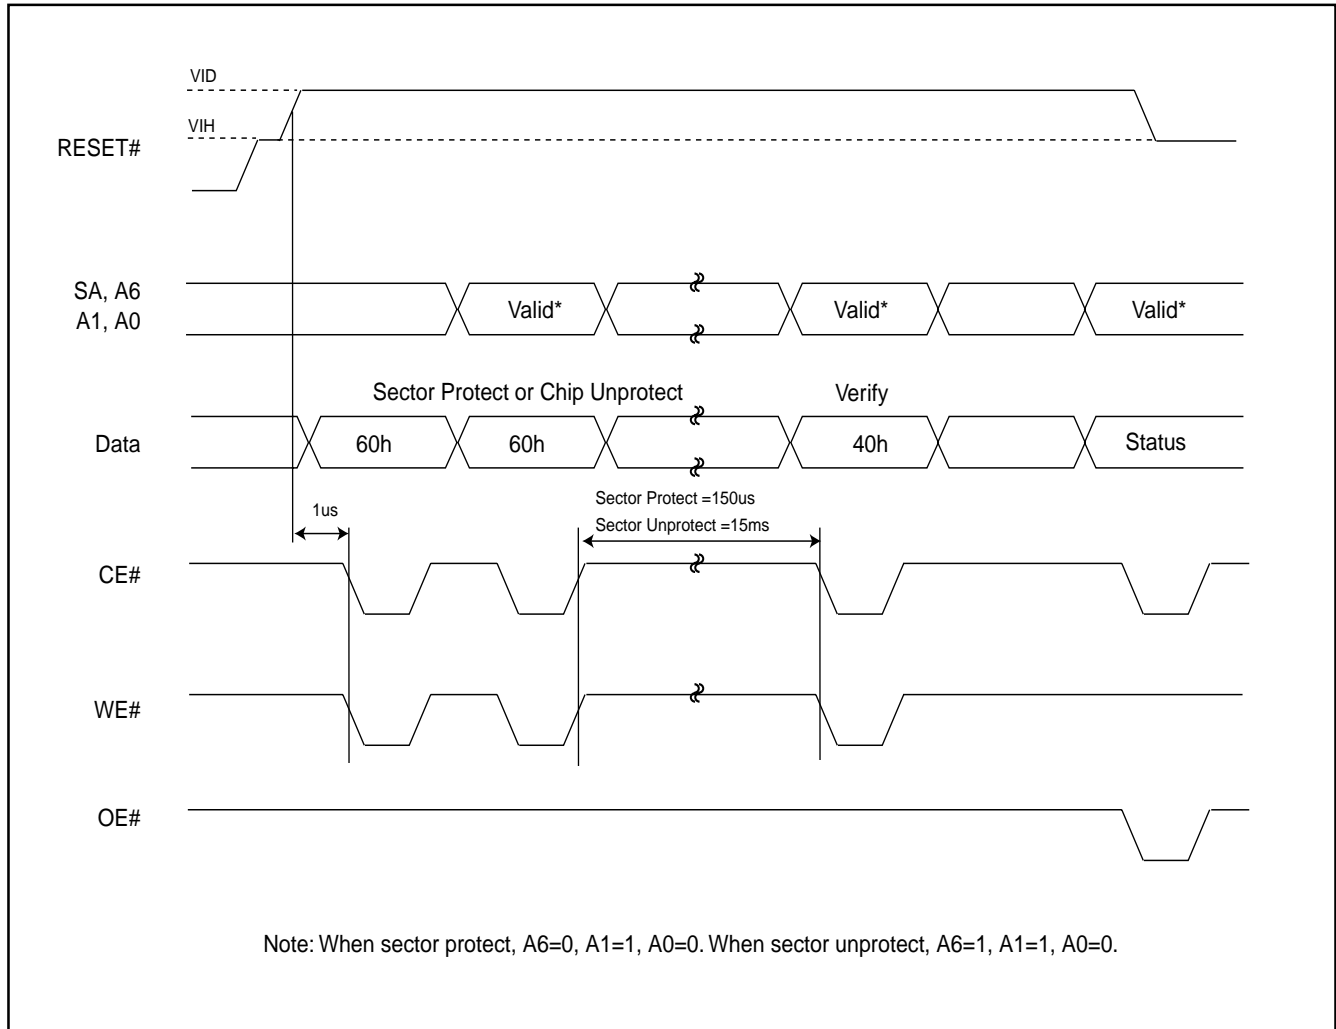 VID
VIH
RESET#
SA, A6
A1, A0
Valid*
Valid*
Valid*
Sector Protect or Chip Unprotect
Verify
Data
60h
60h
40h
Status
1us
Sector Protect =150us
Sector Unprotect =15ms
CE#
WE#
OE#
Note: When sector protect, A6=0, A1=1, A0=0. When sector unprotect, A6=1, A1=1, A0=0.